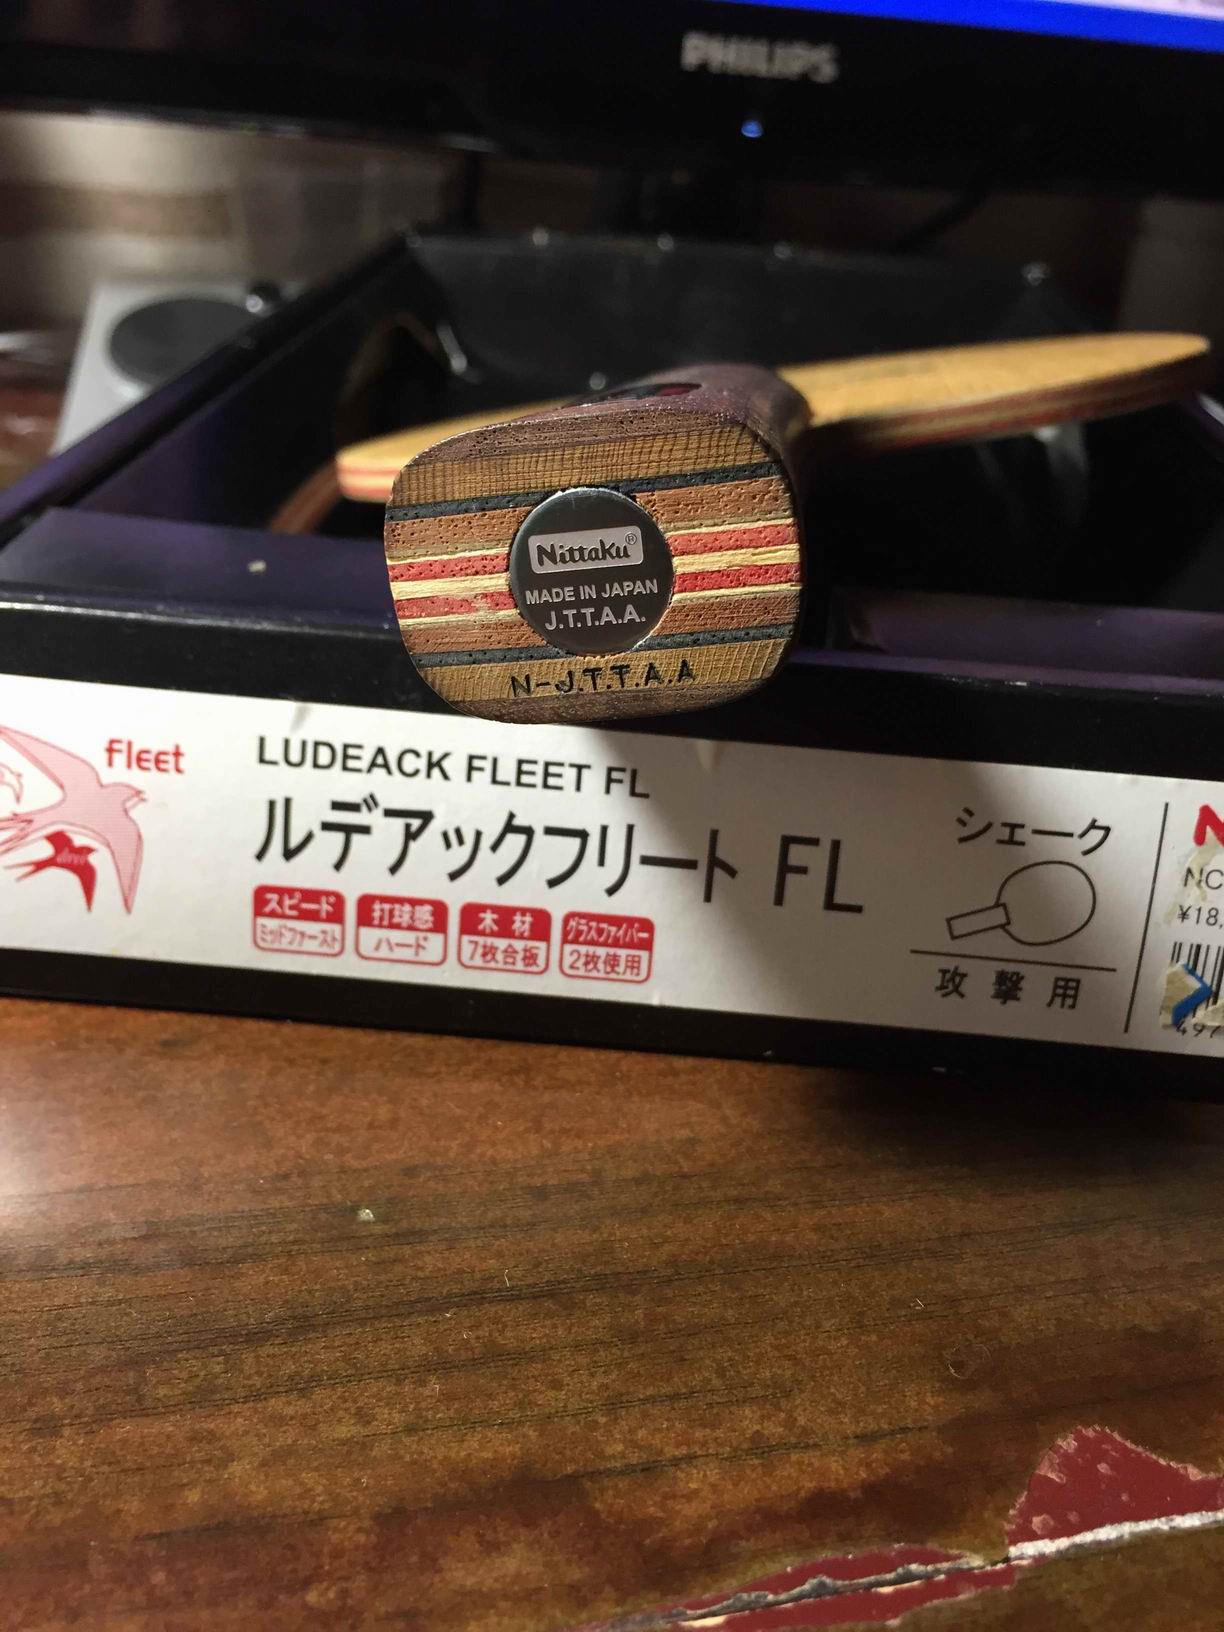 PHILIPS
Nittaku®
MADE IN JAPAN
J.T.T.A.A.
N-J.T.T.A.A
fleet
LUDEACK FLEET FL
ルデアックフリート FL
スピード
ミッドファースト
打球感
ハード
木材
7枚合板
グラスファイバー
2枚使用
シェーク
攻撃用
N
NC
¥18,
497